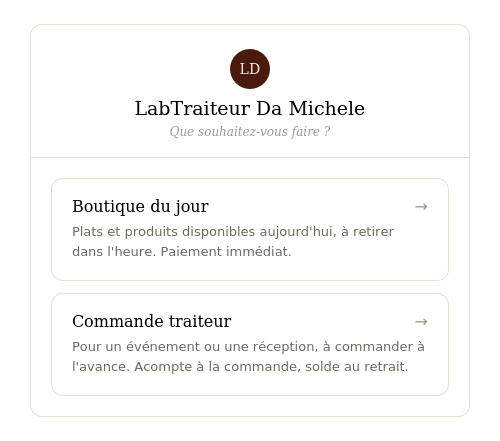 LD
LabTraiteur Da Michele
Que souhaitez-vous faire ?
Boutique du jour →
Plats et produits disponibles aujourd'hui, à retirer
dans l'heure. Paiement immédiat.
Commande traiteur →
Pour un événement ou une réception, à commander à
l'avance. Acompte à la commande, solde au retrait.